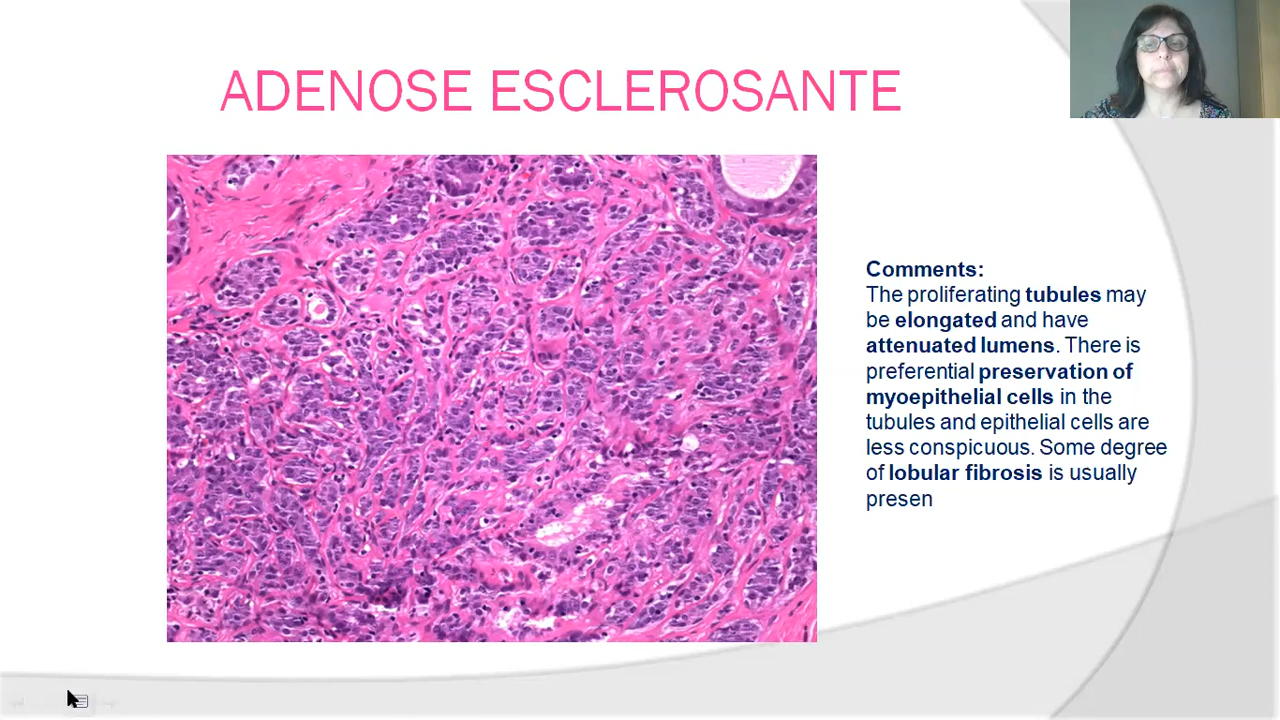 ADENOSE ESCLEROSANTE
Comments:
The proliferating tubules may
be elongated and have
attenuated lumens. There is
preferential preservation of
myoepithelial cells in the
tubules and epithelial cells are
less conspicuous. Some degree
of lobular fibrosis is usually
presen